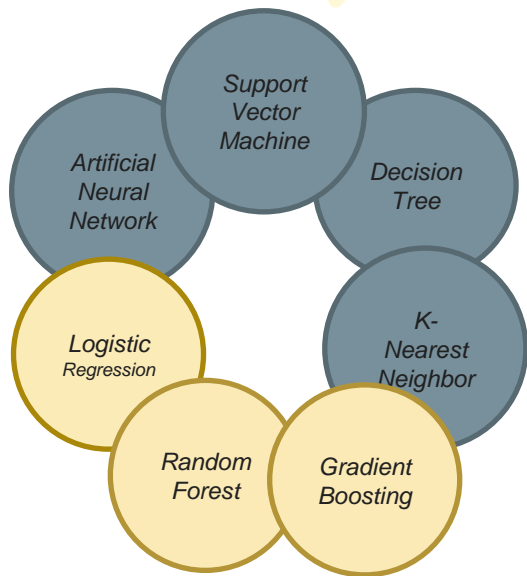 Support
Vector
Machine
Artificial
Neural
Network
Decision
Tree
K-
Nearest
Neighbor
Logistic
Regression
Random
Forest
Gradient
Boosting